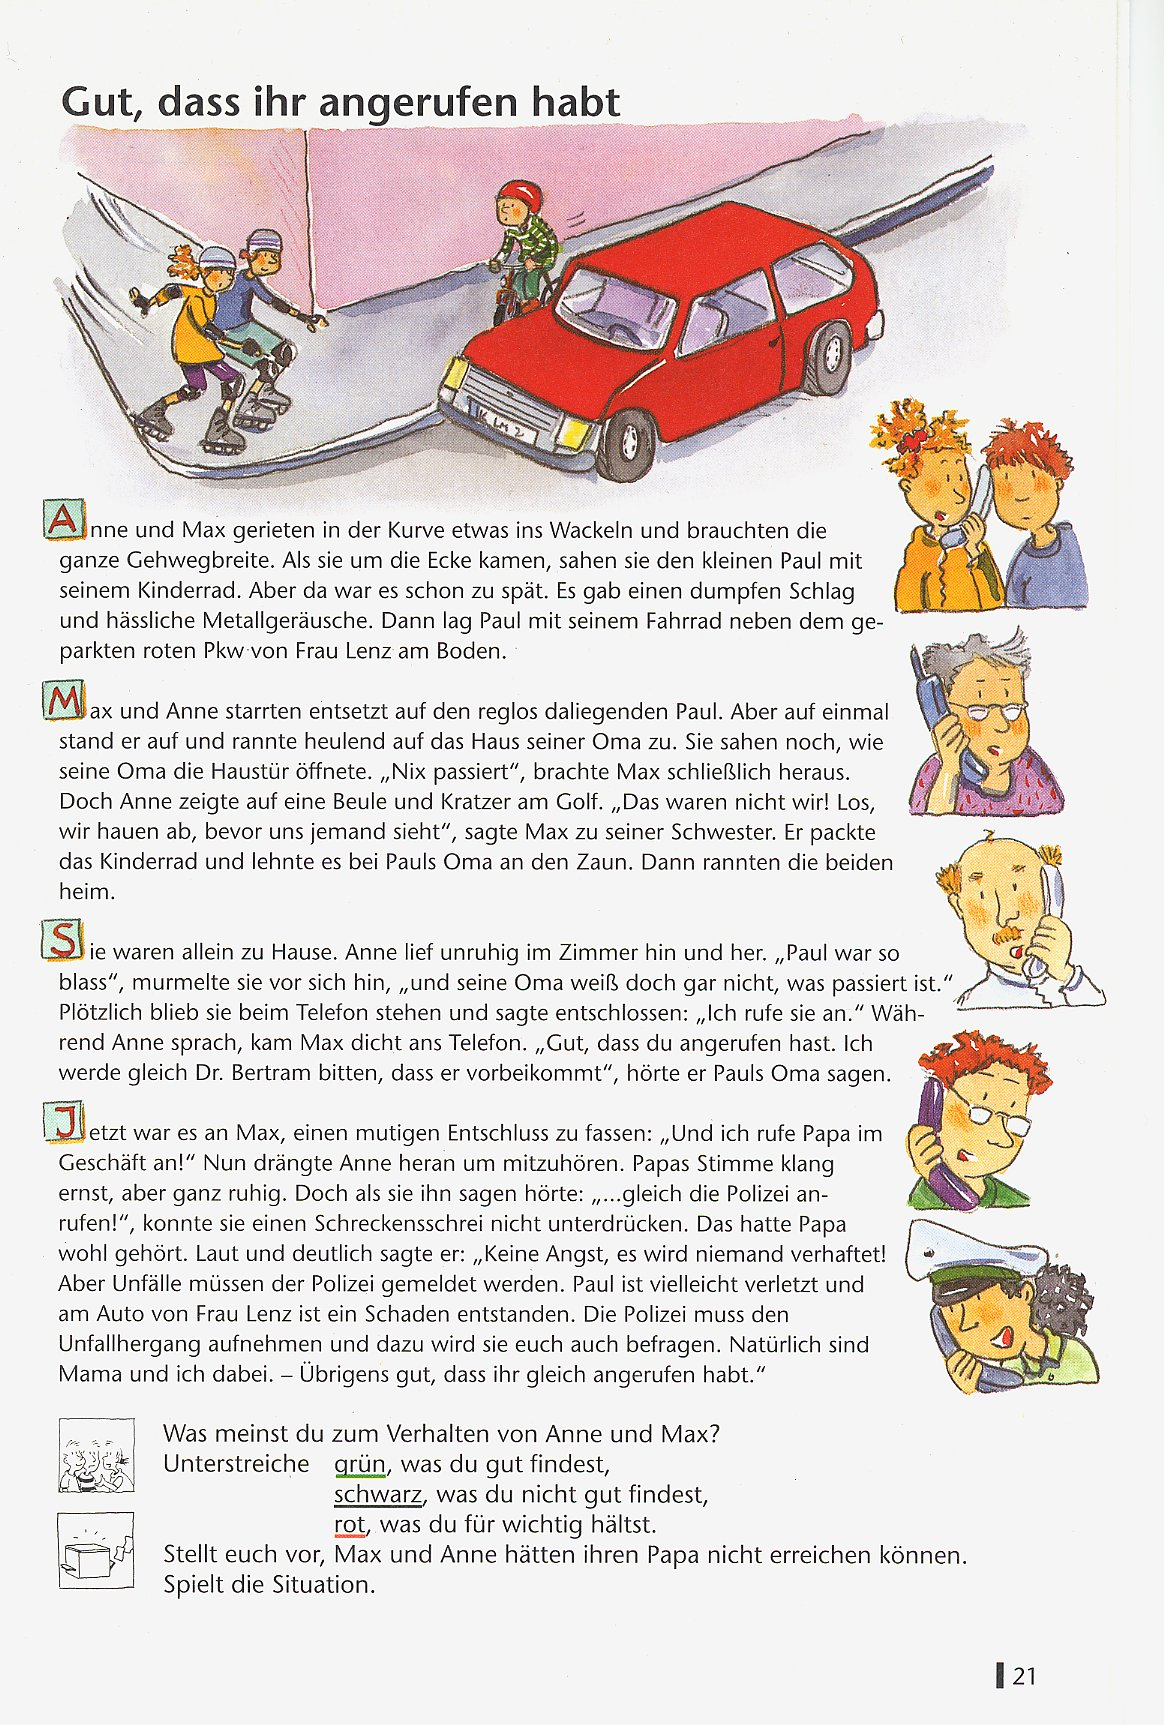 Gut, dass ihr angerufen habt
K LM 2
Anne und Max gerieten in der Kurve etwas ins Wackeln und brauchten die
ganze Gehwegbreite. Als sie um die Ecke kamen, sahen sie den kleinen Paul mit
seinem Kinderrad. Aber da war es schon zu spät. Es gab einen dumpfen Schlag
und hässliche Metallgeräusche. Dann lag Paul mit seinem Fahrrad neben dem ge-
parkten roten Pkw von Frau Lenz am Boden.
Max und Anne starrten entsetzt auf den reglos daliegenden Paul. Aber auf einmal
stand er auf und rannte heulend auf das Haus seiner Oma zu. Sie sahen noch, wie
seine Oma die Haustür öffnete. „Nix passiert“, brachte Max schließlich heraus.
Doch Anne zeigte auf eine Beule und Kratzer am Golf. „Das waren nicht wir! Los,
wir hauen ab, bevor uns jemand sieht“, sagte Max zu seiner Schwester. Er packte
das Kinderrad und lehnte es bei Pauls Oma an den Zaun. Dann rannten die beiden
heim.
Sie waren allein zu Hause. Anne lief unruhig im Zimmer hin und her. „Paul war so
blass“, murmelte sie vor sich hin, „und seine Oma weiß doch gar nicht, was passiert ist.“
Plötzlich blieb sie beim Telefon stehen und sagte entschlossen: „Ich rufe sie an.“ Wäh-
rend Anne sprach, kam Max dicht ans Telefon. „Gut, dass du angerufen hast. Ich
werde gleich Dr. Bertram bitten, dass er vorbeikommt“, hörte er Pauls Oma sagen.
Jetzt war es an Max, einen mutigen Entschluss zu fassen: „Und ich rufe Papa im
Geschäft an!“ Nun drängte Anne heran um mitzuhören. Papas Stimme klang
ernst, aber ganz ruhig. Doch als sie ihn sagen hörte: „...gleich die Polizei an-
rufen!“, konnte sie einen Schreckensschrei nicht unterdrücken. Das hatte Papa
wohl gehört. Laut und deutlich sagte er: „Keine Angst, es wird niemand verhaftet!
Aber Unfälle müssen der Polizei gemeldet werden. Paul ist vielleicht verletzt und
am Auto von Frau Lenz ist ein Schaden entstanden. Die Polizei muss den
Unfallhergang aufnehmen und dazu wird sie euch auch befragen. Natürlich sind
Mama und ich dabei. – Übrigens gut, dass ihr gleich angerufen habt.“
Was meinst du zum Verhalten von Anne und Max?
Unterstreiche grün, was du gut findest,
schwarz, was du nicht gut findest,
rot, was du für wichtig hältst.
Stellt euch vor, Max und Anne hätten ihren Papa nicht erreichen können.
Spielt die Situation.
21